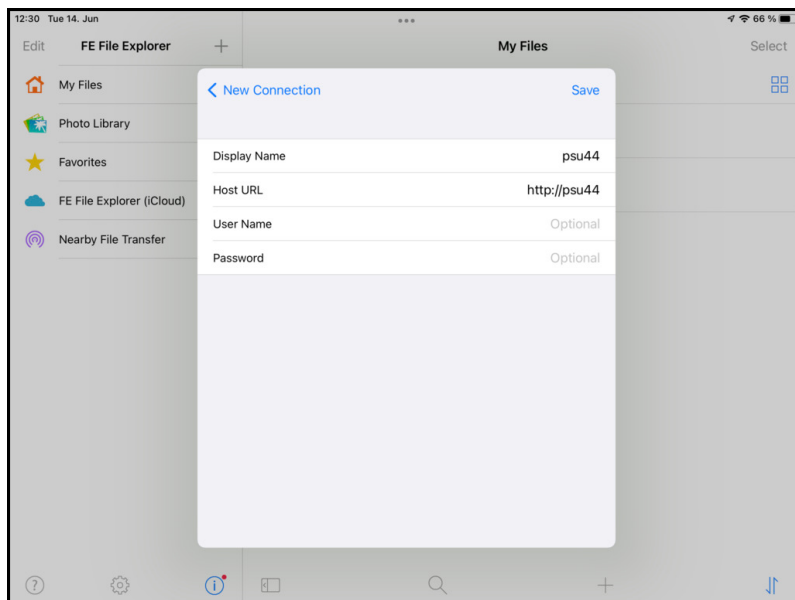 12:30 Tue 14. Jun
66 %
Edit FE File Explorer
My Files Select
My Files
Photo Library
Favorites
FE File Explorer (iCloud)
Nearby File Transfer
New Connection Save
Display Name psu44
Host URL http://psu44
User Name Optional
Password Optional